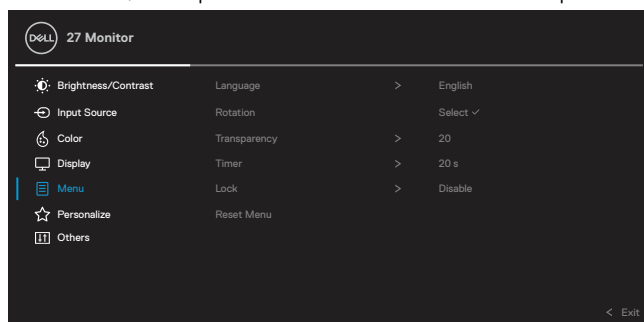 DELL 27 Monitor
Brightness/Contrast Language > English
Input Source Rotation Select ✓
Color Transparency > 20
Display Timer > 20 s
Menu Lock > Disable
Personalize Reset Menu
Others
< Exit